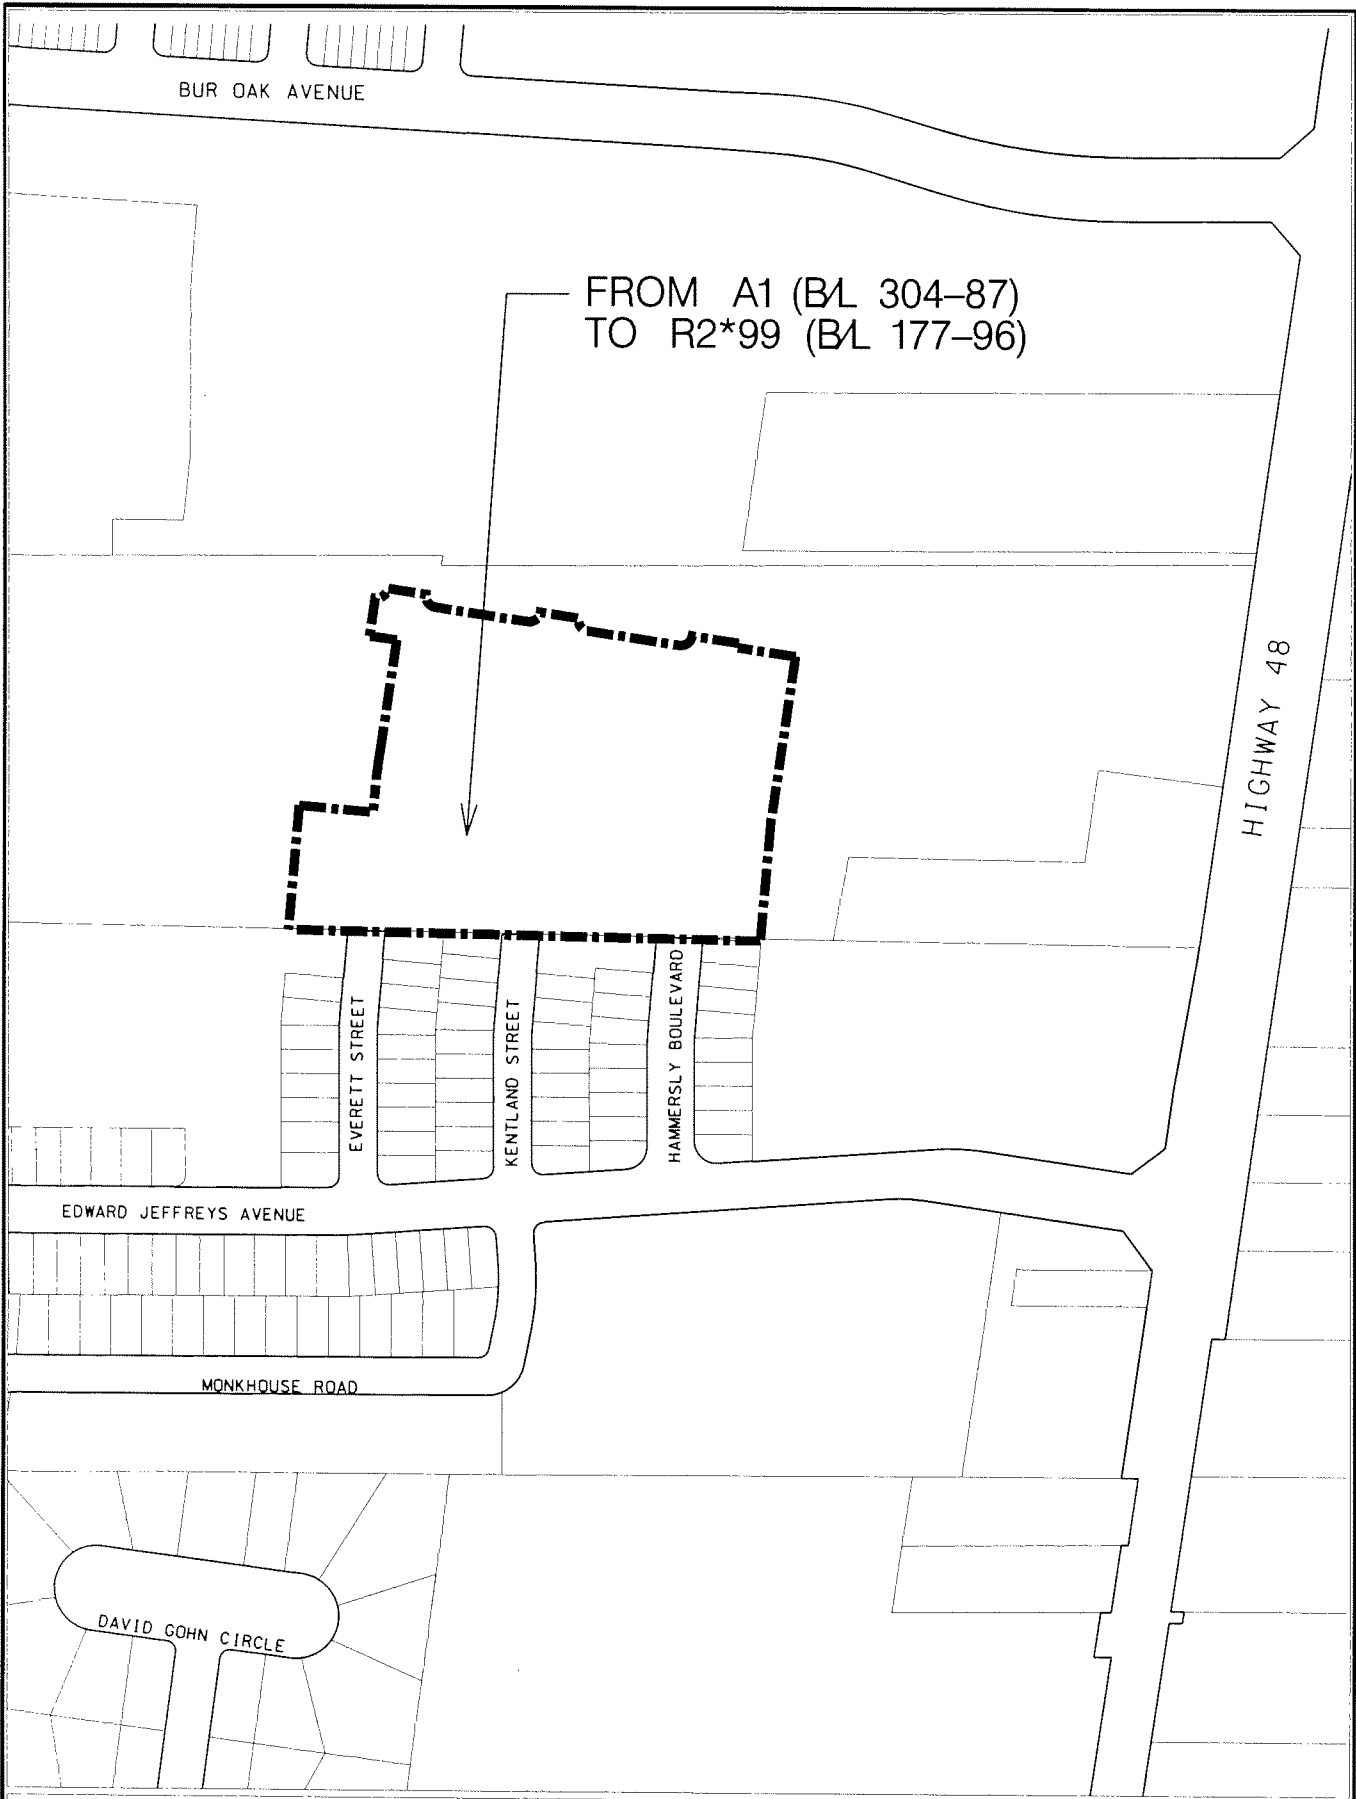 BUR OAK AVENUE
FROM A1 (B/L 304-87)
TO R2*99 (B/L 177-96)
HIGHWAY 48
EVERETT STREET
KENTLAND STREET
HAMMERSLY BOULEVARD
EDWARD JEFFREYS AVENUE
MONKHOUSE ROAD
DAVID GOHN CIRCLE